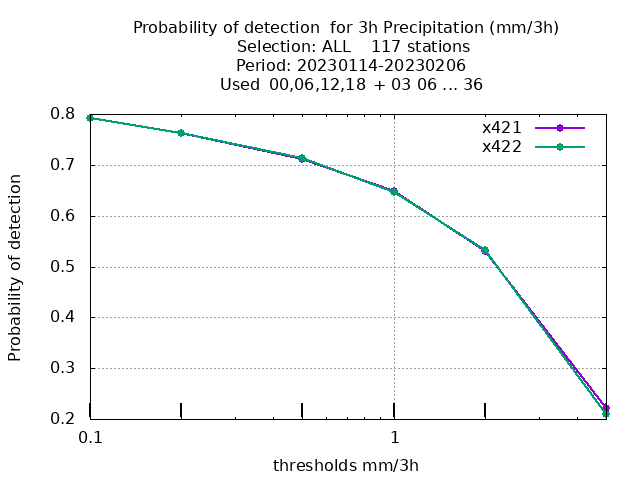 Probability of detection  for 3h Precipitation (mm/3h)
Selection: ALL    117 stations
Period: 20230114-20230206
Used 00,06,12,18 + 03 06 ... 36
x421
x422
Probability of detection
0.8
0.7
0.6
0.5
0.4
0.3
0.2
0.1 1
thresholds mm/3h